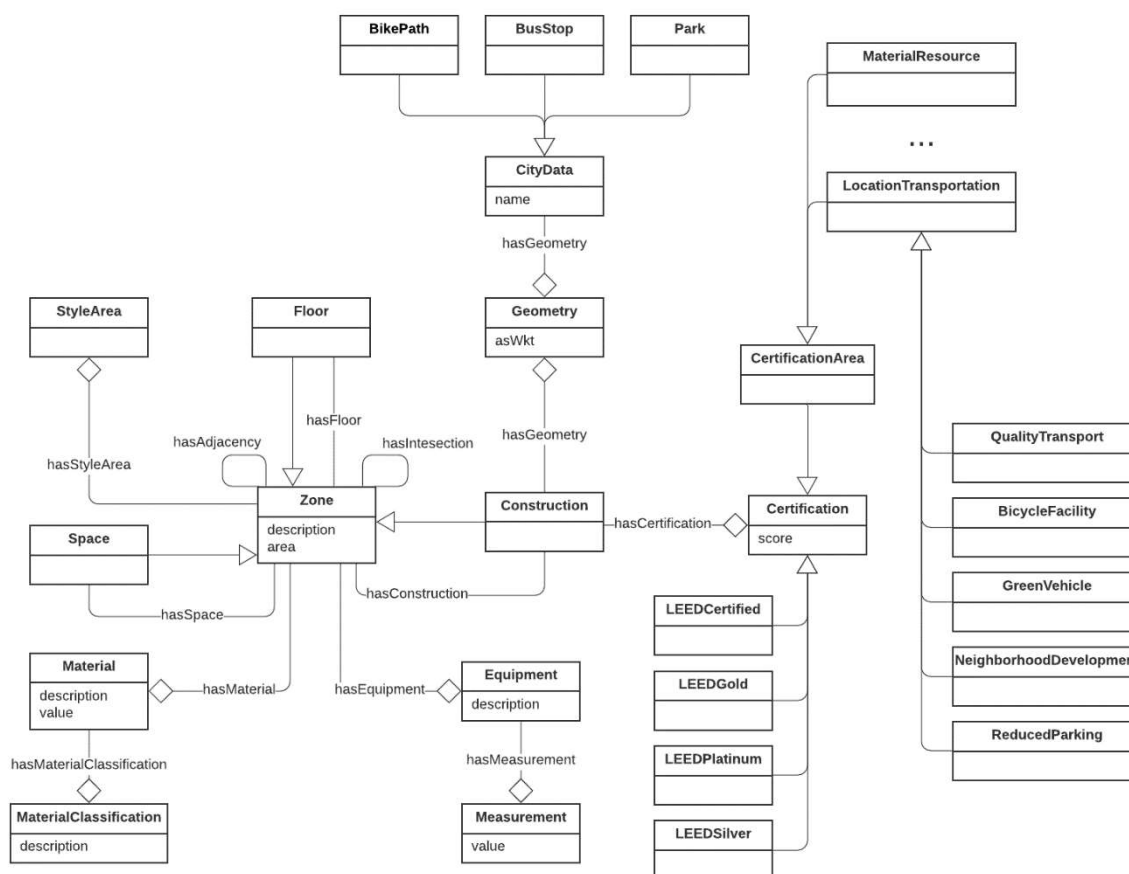 BikePath
BusStop
Park
MaterialResource
...
CityData
name
LocationTransportation
hasGeometry
StyleArea
Floor
Geometry
asWkt
CertificationArea
hasFloor
hasGeometry
hasAdjacency
hasIntesection
hasStyleArea
QualityTransport
Zone
description
area
Construction
hasCertification
Certification
score
BicycleFacility
Space
hasSpace
hasConstruction
GreenVehicle
LEEDCertified
Material
description
value
hasMaterial
hasEquipment
Equipment
description
LEEDGold
NeighborhoodDevelopmen
hasMaterialClassification
hasMeasurement
LEEDPlatinum
ReducedParking
MaterialClassification
description
Measurement
value
LEEDSilver